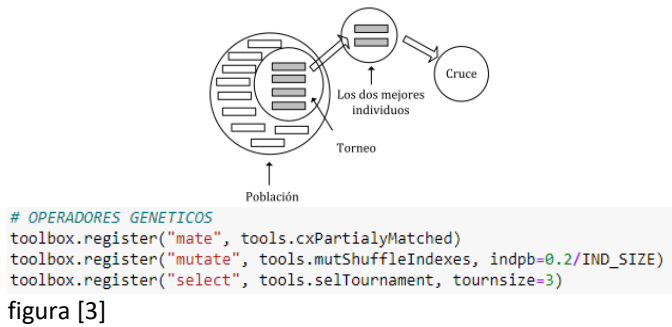 Cruce
Los dos mejores
individuos
Torneo
Población
# OPERADORES GENETICOS
toolbox.register("mate", tools.cxPartialyMatched)
toolbox.register("mutate", tools.mutShuffleIndexes, indpb=0.2/IND_SIZE)
toolbox.register("select", tools.selTournament, tournsize=3)
figura [3]